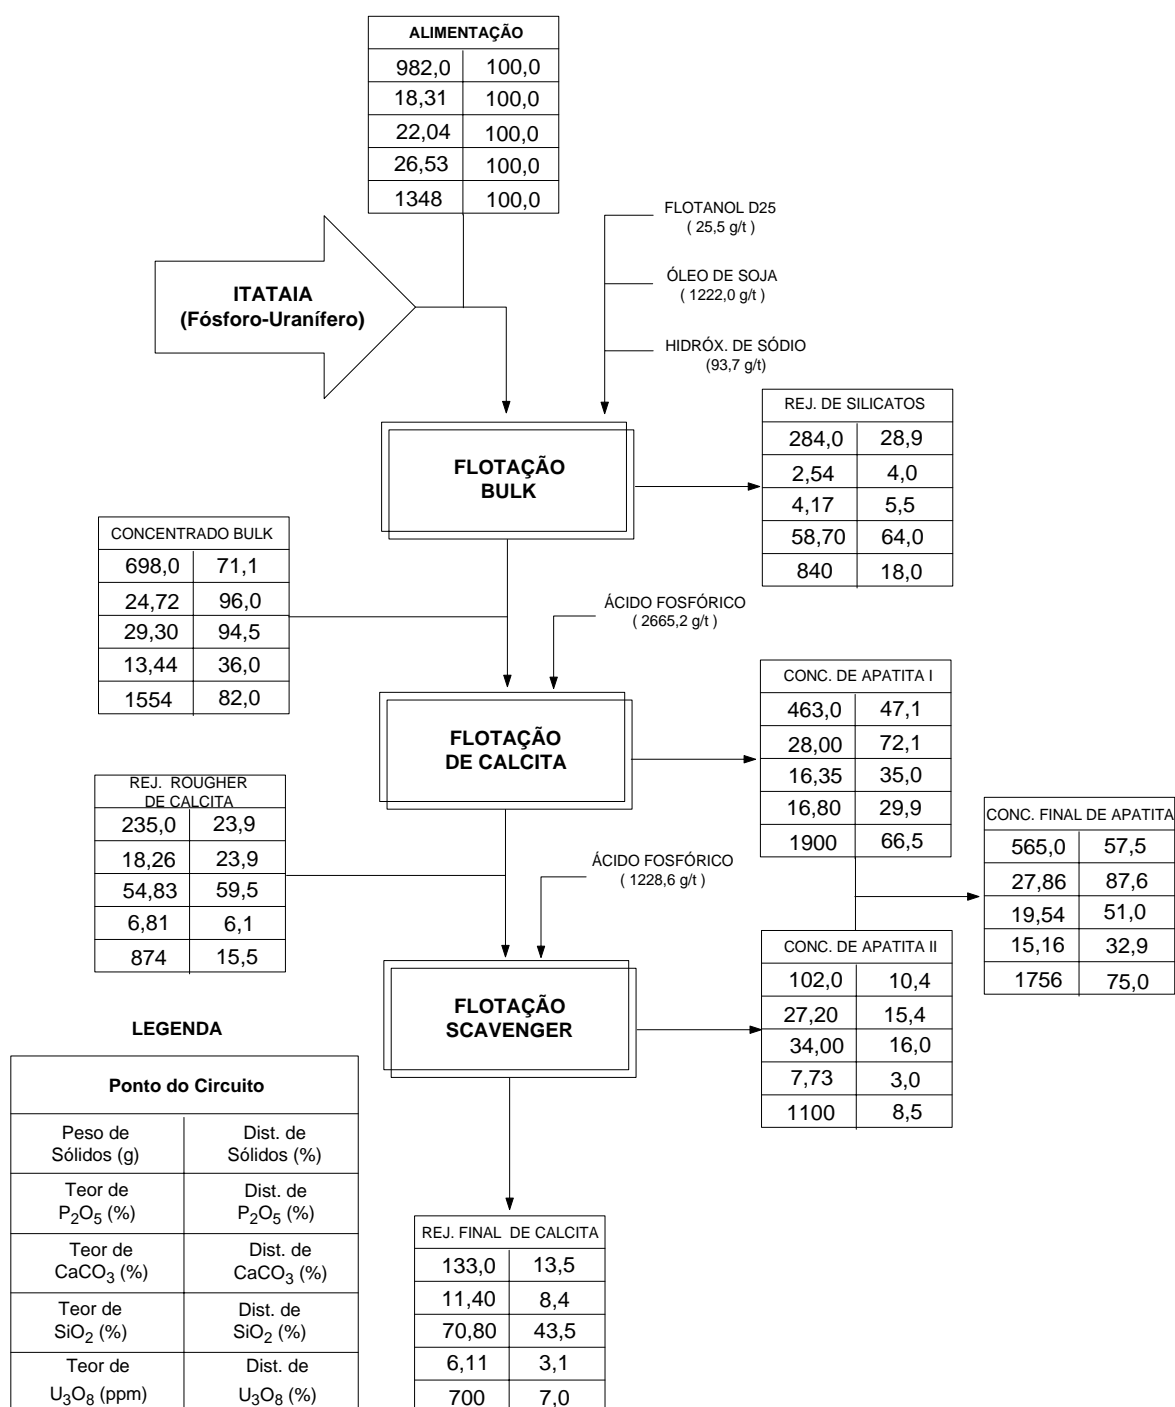 ALIMENTAÇÃO
982,0 100,0
18,31 100,0
22,04 100,0
26,53 100,0
1348 100,0
FLOTANOL D25
( 25,5 g/t )
ÓLEO DE SOJA
( 1222,0 g/t )
HIDRÓX. DE SÓDIO
(93,7 g/t)
ITATAIA
(Fósforo-Uranífero)
FLOTAÇÃO
BULK
REJ. DE SILICATOS
284,0 28,9
2,54 4,0
4,17 5,5
58,70 64,0
840 18,0
CONCENTRADO BULK
698,0 71,1
24,72 96,0
29,30 94,5
13,44 36,0
1554 82,0
ÁCIDO FOSFÓRICO
( 2665,2 g/t )
FLOTAÇÃO
DE CALCITA
CONC. DE APATITA I
463,0 47,1
28,00 72,1
16,35 35,0
16,80 29,9
1900 66,5
REJ. ROUGHER
DE CALCITA
235,0 23,9
18,26 23,9
54,83 59,5
6,81 6,1
874 15,5
ÁCIDO FOSFÓRICO
( 1228,6 g/t )
CONC. FINAL DE APATITA
565,0 57,5
27,86 87,6
19,54 51,0
15,16 32,9
1756 75,0
FLOTAÇÃO
SCAVENGER
CONC. DE APATITA II
102,0 10,4
27,20 15,4
34,00 16,0
7,73 3,0
1100 8,5
LEGENDA
Ponto do Circuito
Peso de Dist. de
Sólidos (g) Sólidos (%)
Teor de Dist. de
P2O5 (%) P2O5 (%)
Teor de Dist. de
CaCO3 (%) CaCO3 (%)
Teor de Dist. de
SiO2 (%) SiO2 (%)
Teor de Dist. de
U3O8 (ppm) U3O8 (%)
REJ. FINAL DE CALCITA
133,0 13,5
11,40 8,4
70,80 43,5
6,11 3,1
700 7,0